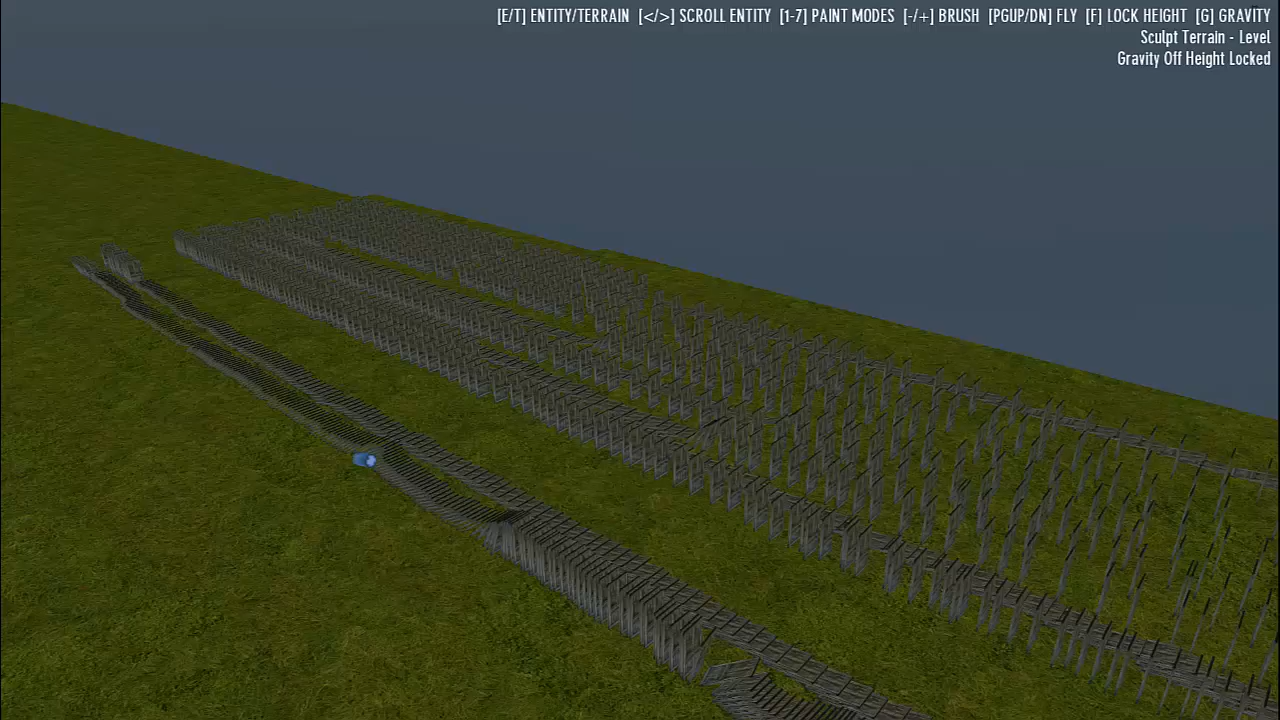 [E/T] ENTITY/TERRAIN [</>] SCROLL ENTITY [1-7] PAINT MODES [-/+] BRUSH [PGUP/DN] FLY [F] LOCK HEIGHT [G] GRAVITY
Sculpt Terrain - Level
Gravity Off Height Locked